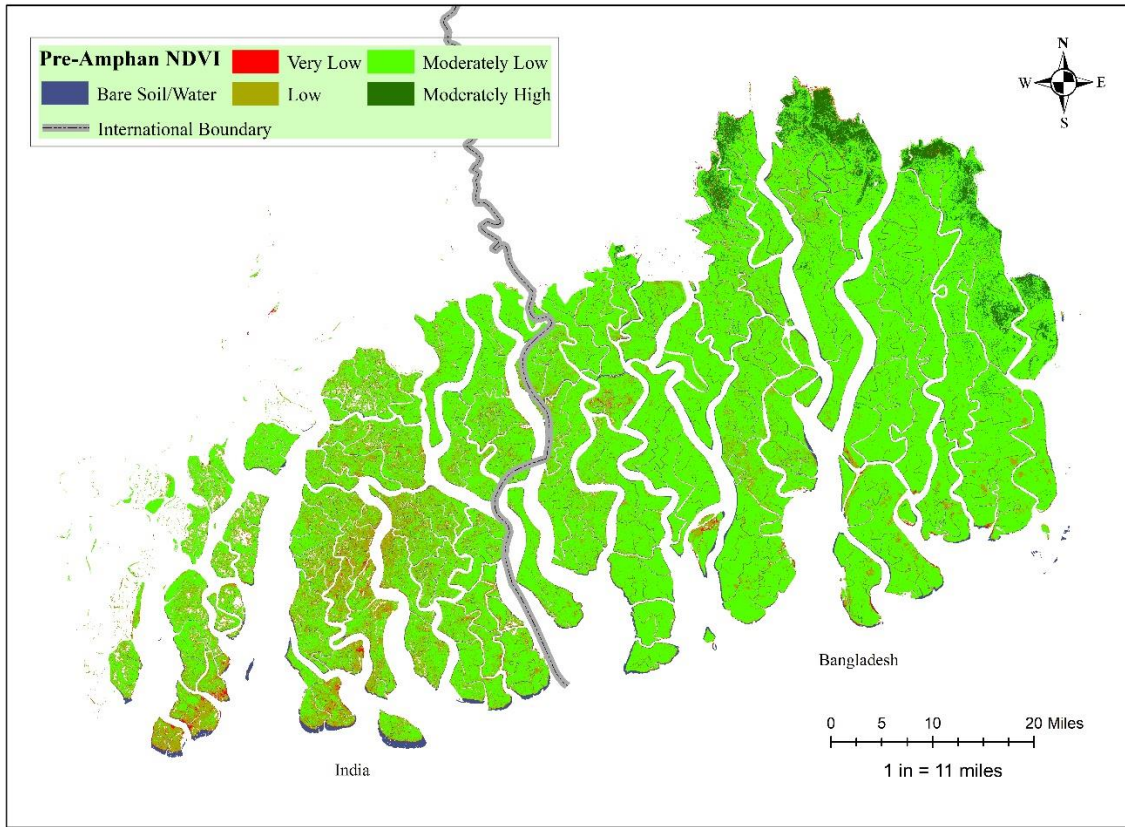 Pre-Amphan NDVI
Very Low
Moderately Low
Bare Soil/Water
Low
Moderately High
International Boundary
N
W E
S
Bangladesh
India
0 5 10 20 Miles
1 in = 11 miles